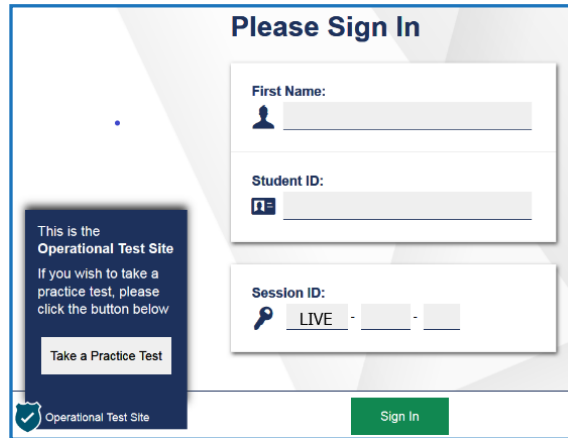 Please Sign In
First Name:
Student ID:
This is the
Operational Test Site
If you wish to take a
practice test, please
click the button below
Take a Practice Test
Session ID:
LIVE - -
Operational Test Site
Sign In